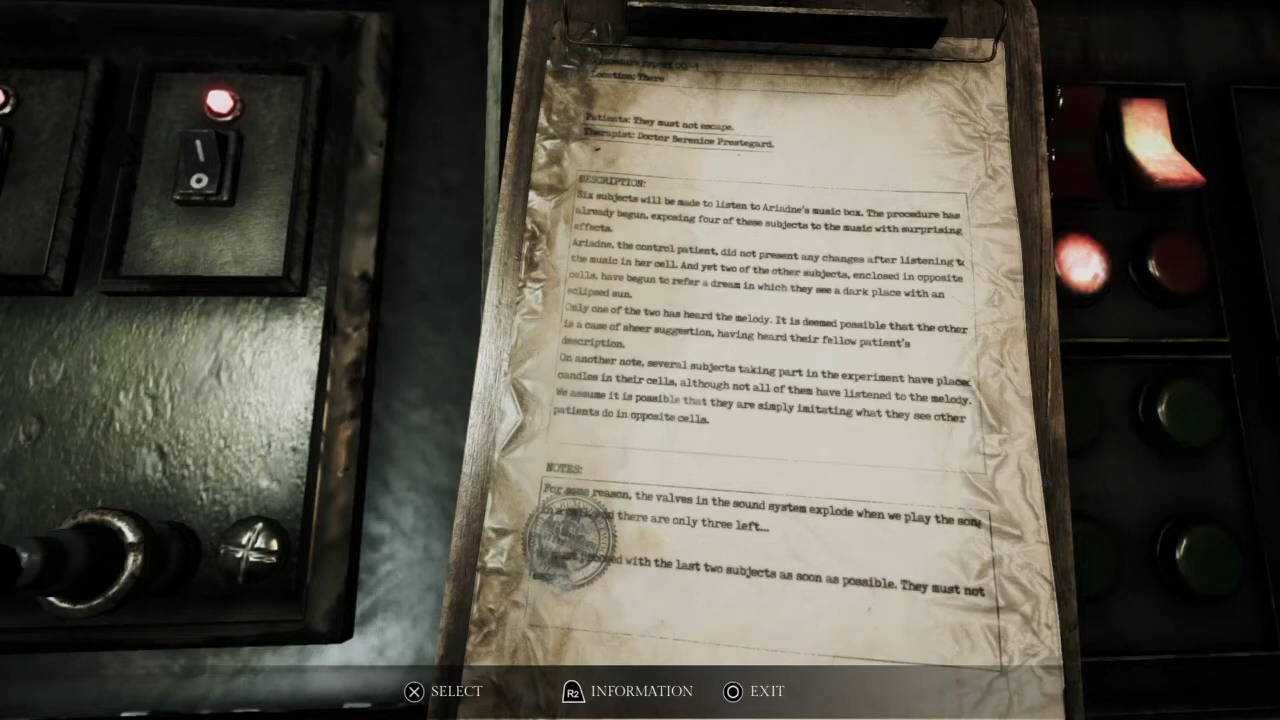 Location: There
Patients: They must not escape.
Therapist: Doctor Berenice Prestegard.
DESCRIPTION:
Six subjects will be made to listen to Ariadne's music box. The procedure has
already begun, exposing four of these subjects to the music with surprising
effects.
Ariadne, the control patient, did not present any changes after listening t
the music in her cell. And yet two of the other subjects, enclosed in opposite
cells, have begun to refer a dream in which they see a dark place with an
eclipsed sun.
Only one of the two has heard the melody. It is deemed possible that the other
is a case of sheer suggestion, having heard their fellow patient's
description.
On another note, several subjects taking part in the experiment have placed
candles in their cells, although not all of them have listened to the melody.
We assume it is possible that they are simply imitating what they see other
patients do in opposite cells.
NOTES:
For some reason, the valves in the sound system explode when we play the song
there are only three left...
with the last two subjects as soon as possible. They must not
I
O
SELECT
R2 INFORMATION
EXIT